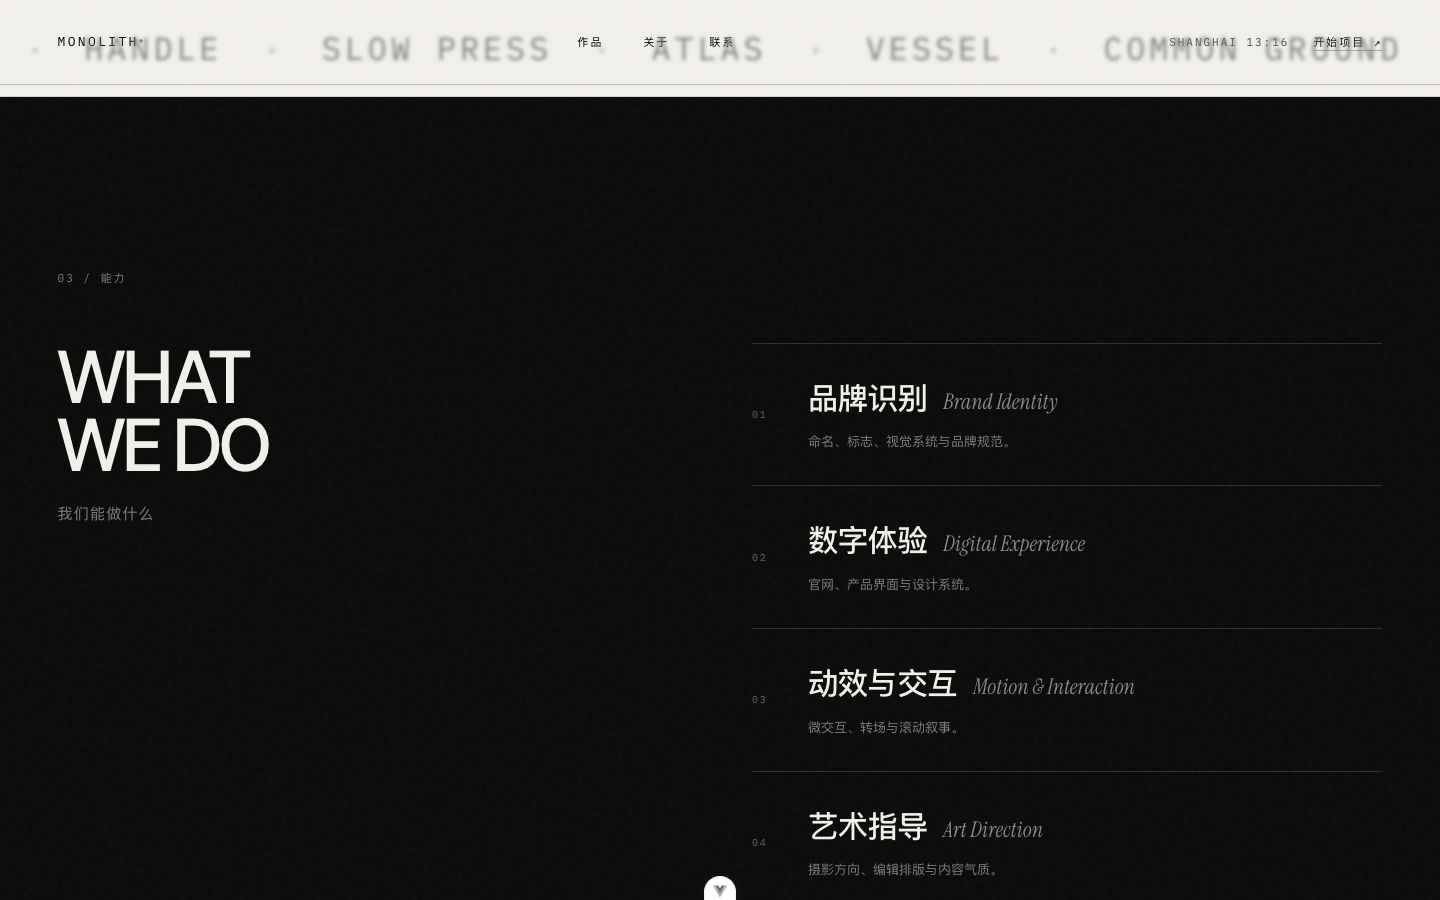 MONOLITH®
作品
关于
联系
SHANGHAI 13:16
开始项目 ↗
· HANDLE · SLOW PRESS · ATLAS · VESSEL · COMMON GROUND
03 / 能力
WHAT
WE DO
我们能做什么
01
品牌识别 Brand Identity
命名、标志、视觉系统与品牌规范。
02
数字体验 Digital Experience
官网、产品界面与设计系统。
03
动效与交互 Motion & Interaction
微交互、转场与滚动叙事。
04
艺术指导 Art Direction
摄影方向、编辑排版与内容气质。